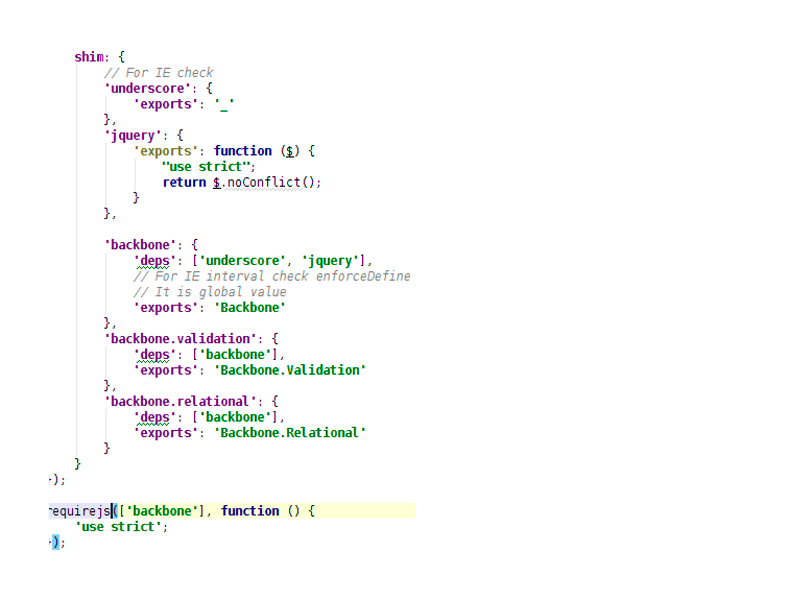 shim: {
// For IE check
'underscore': {
'exports': '_'
},
'jquery': {
'exports': function ($) {
"use strict";
return $.noConflict();
}
},
'backbone': {
'deps': ['underscore', 'jquery'],
// For IE interval check enforceDefine
// It is global value
'exports': 'Backbone'
},
'backbone.validation': {
'deps': ['backbone'],
'exports': 'Backbone.Validation'
},
'backbone.relational': {
'deps': ['backbone'],
'exports': 'Backbone.Relational'
}
}
});
requirejs(['backbone'], function () {
'use strict';
});